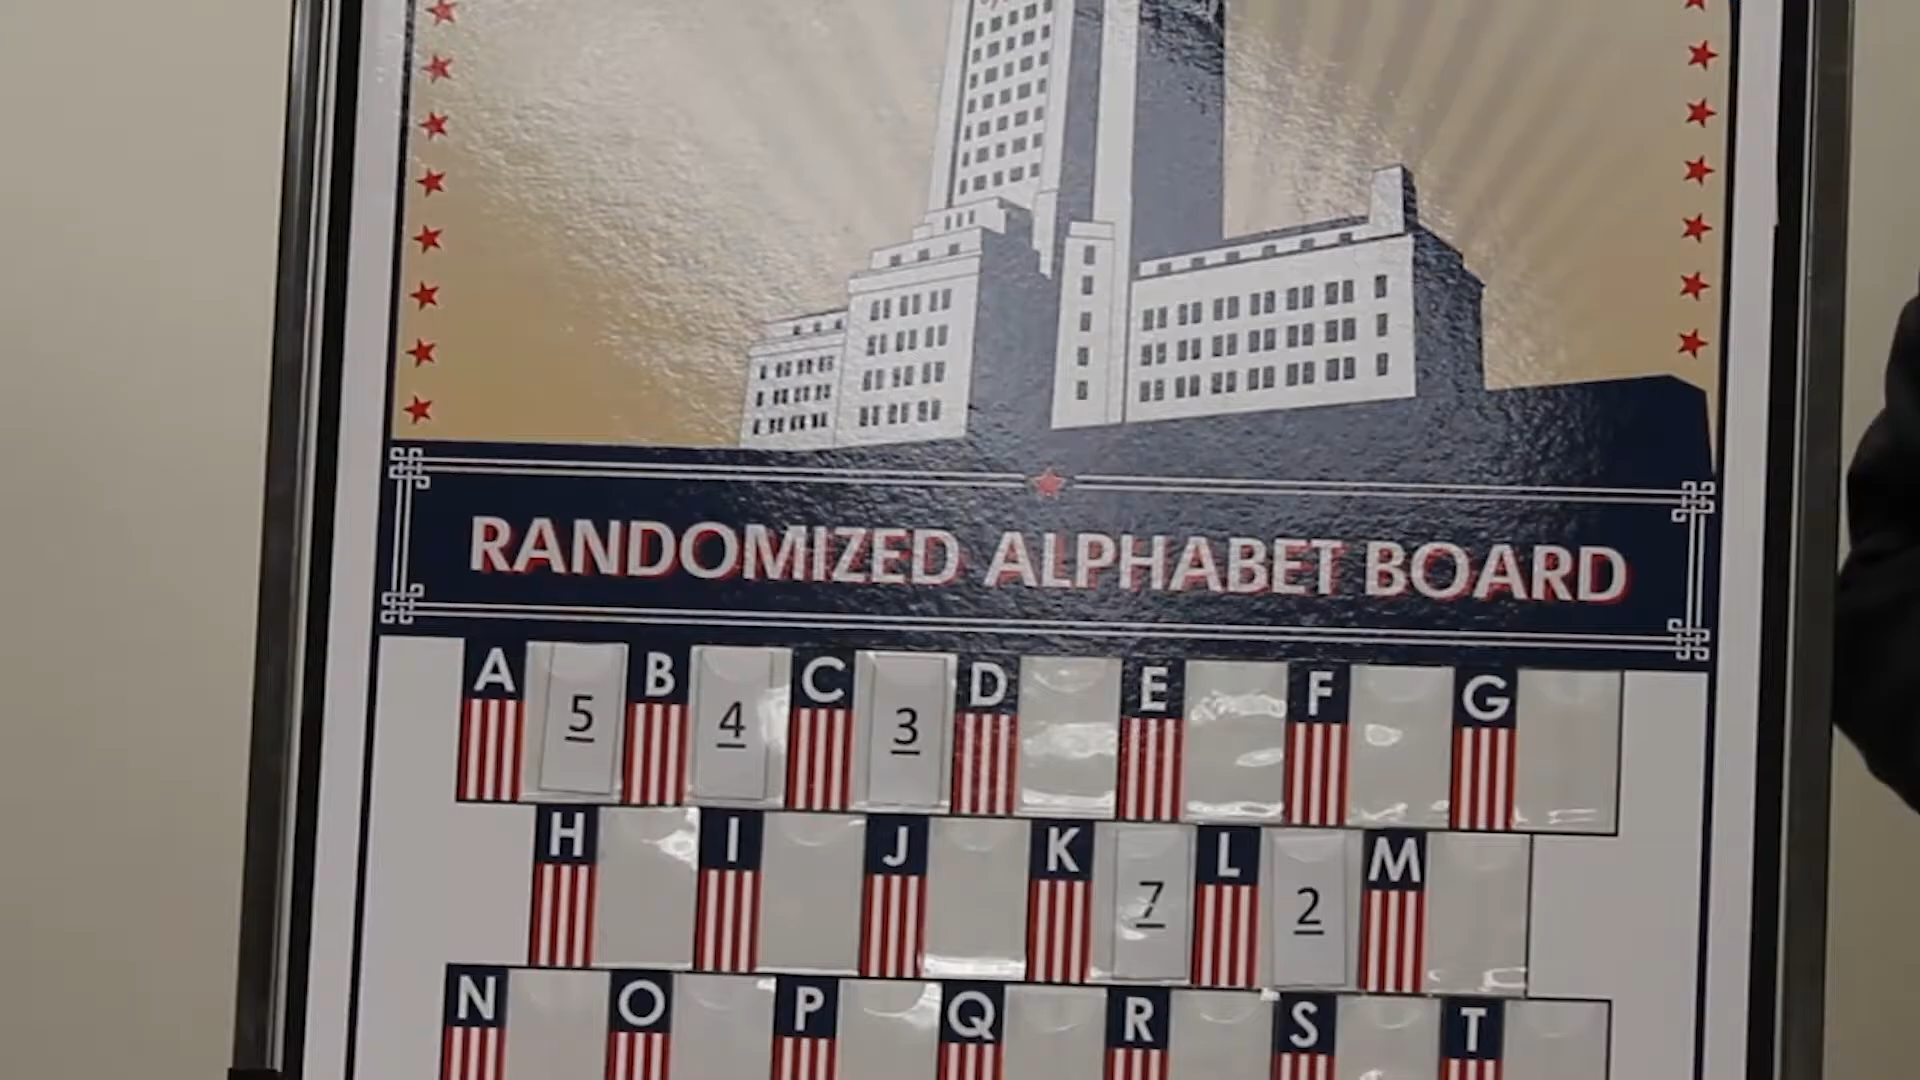 RANDOMIZED ALPHABET BOARD
A 5 B 4 C 3 D E F G
H I J K 7 L 2 M
N O P Q R S T